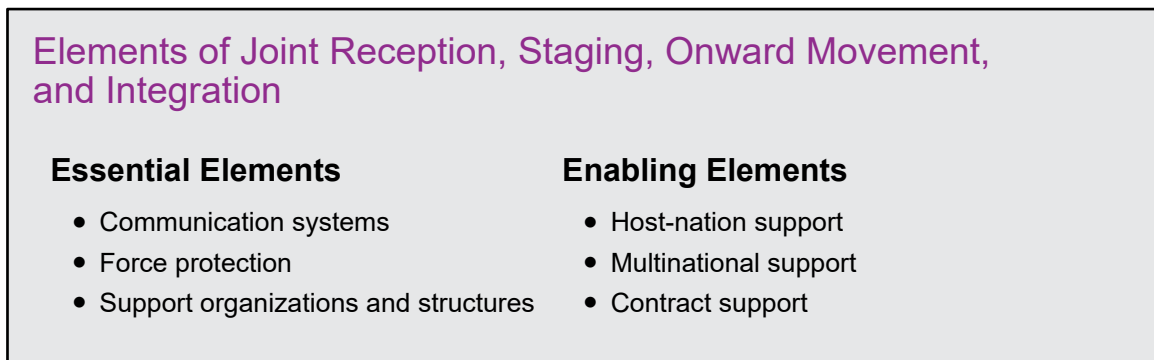 Elements of Joint Reception, Staging, Onward Movement,
and Integration
Essential Elements
• Communication systems
• Force protection
• Support organizations and structures
Enabling Elements
• Host-nation support
• Multinational support
• Contract support